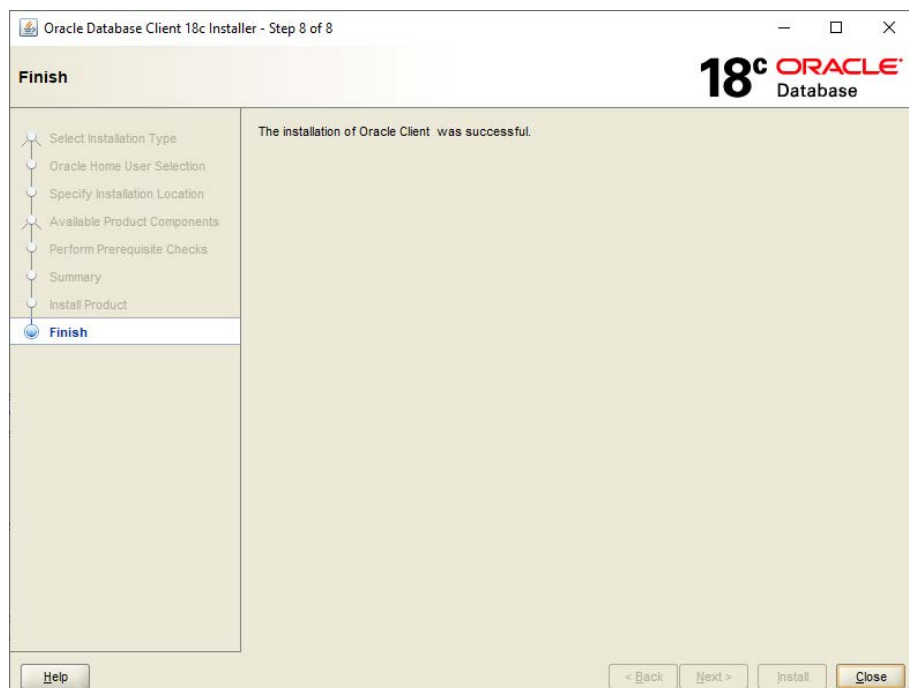 Oracle Database Client 18c Installer - Step 8 of 8
Finish
18c ORACLE
Database
Select Installation Type
Oracle Home User Selection
Specify Installation Location
Available Product Components
Perform Prerequisite Checks
Summary
Install Product
Finish
The installation of Oracle Client was successful.
Help
< Back
Next >
Install
Close